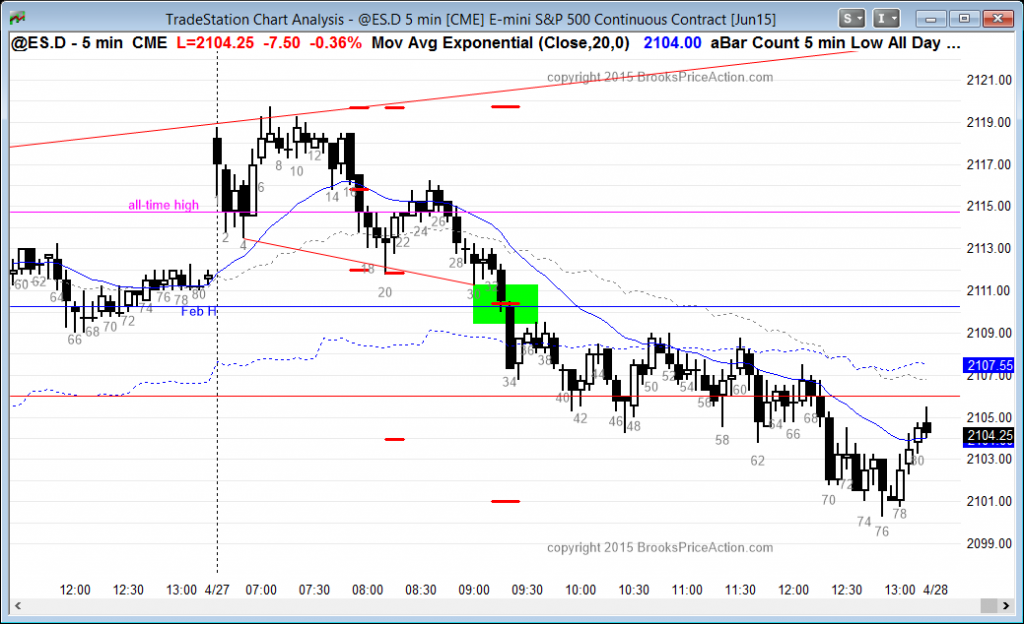 TradeStation Chart Analysis - @ES.D 5 min [CME] E-mini S&P 500 Continuous Contract [Jun15]
S I
@ES.D - 5 min CME L=2104.25 -7.50 -0.36% Mov Avg Exponential (Close,20,0) 2104.00 aBar Count 5 min Low All Day ...
copyright 2015 BrooksPriceAction.com
2121.00
2119.00
2117.00
2115.00
2113.00
2111.00
2109.00
2107.55
2107.00
2105.00
2104.25
2103.00
2101.00
2099.00
all-time high
Feb H
60 62 64 66 68 70 72 74 76 78 80
2 4 6 8 10 12 14 16 18 20 22 24 26 28 30 34 36 38 40 42 44 46 48 50 52 54 56 58 60 62 64 66 68 70 72 74 76 78 80
copyright 2015 BrooksPriceAction.com
12:00 12:30 13:00 4/27 07:00 07:30 08:00 08:30 09:00 09:30 10:00 10:30 11:00 11:30 12:00 12:30 13:00 4/28